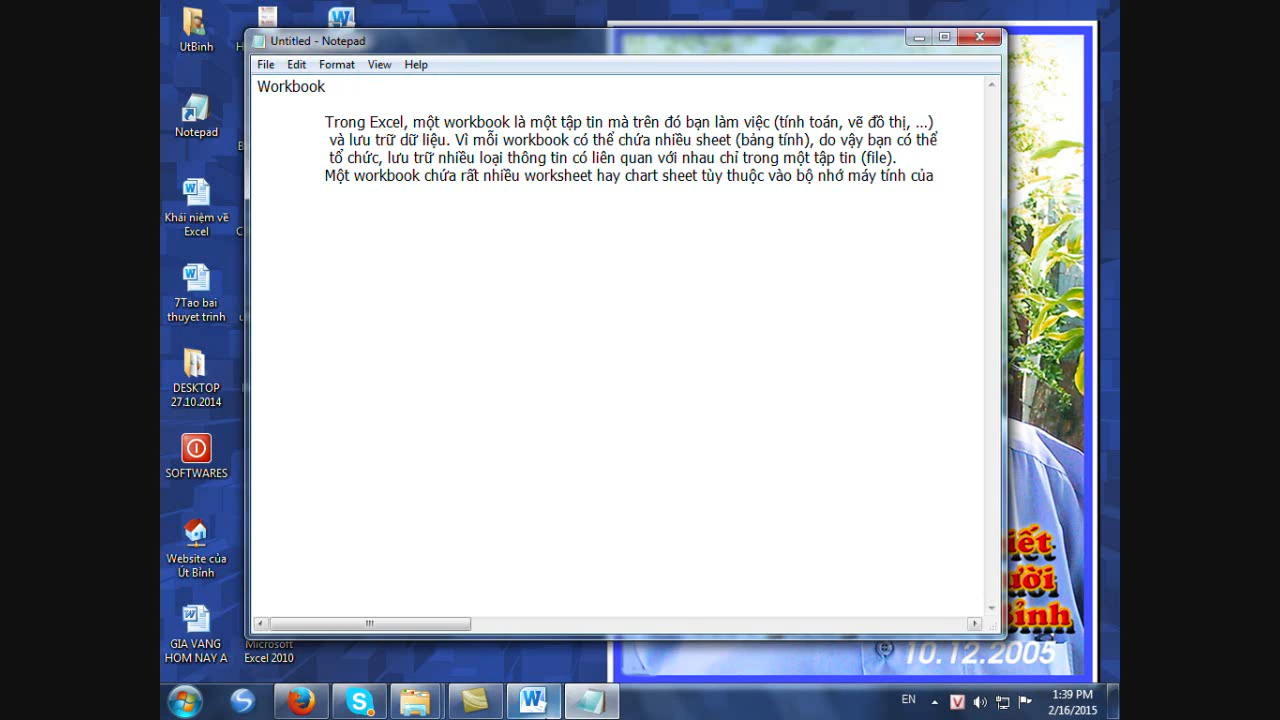 UtBinh
Untitled - Notepad
File Edit Format View Help
Workbook
Trong Excel, một workbook là một tập tin mà trên đó bạn làm việc (tính toán, vẽ đồ thị, …)
và lưu trữ dữ liệu. Vì mỗi workbook có thể chứa nhiều sheet (bảng tính), do vậy bạn có thể
tổ chức, lưu trữ nhiều loại thông tin có liên quan với nhau chỉ trong một tập tin (file).
Một workbook chứa rất nhiều worksheet hay chart sheet tùy thuộc vào bộ nhớ máy tính của
Notepad
Khái niệm về
Excel
7Tao bai
thuyet trinh
DESKTOP
27.10.2014
SOFTWARES
Website của
Út Bỉnh
GIA VANG
HOM NAY A
Microsoft
Excel 2010
iết
ười
Bỉnh
10.12.2005
EN
1:39 PM
2/16/2015